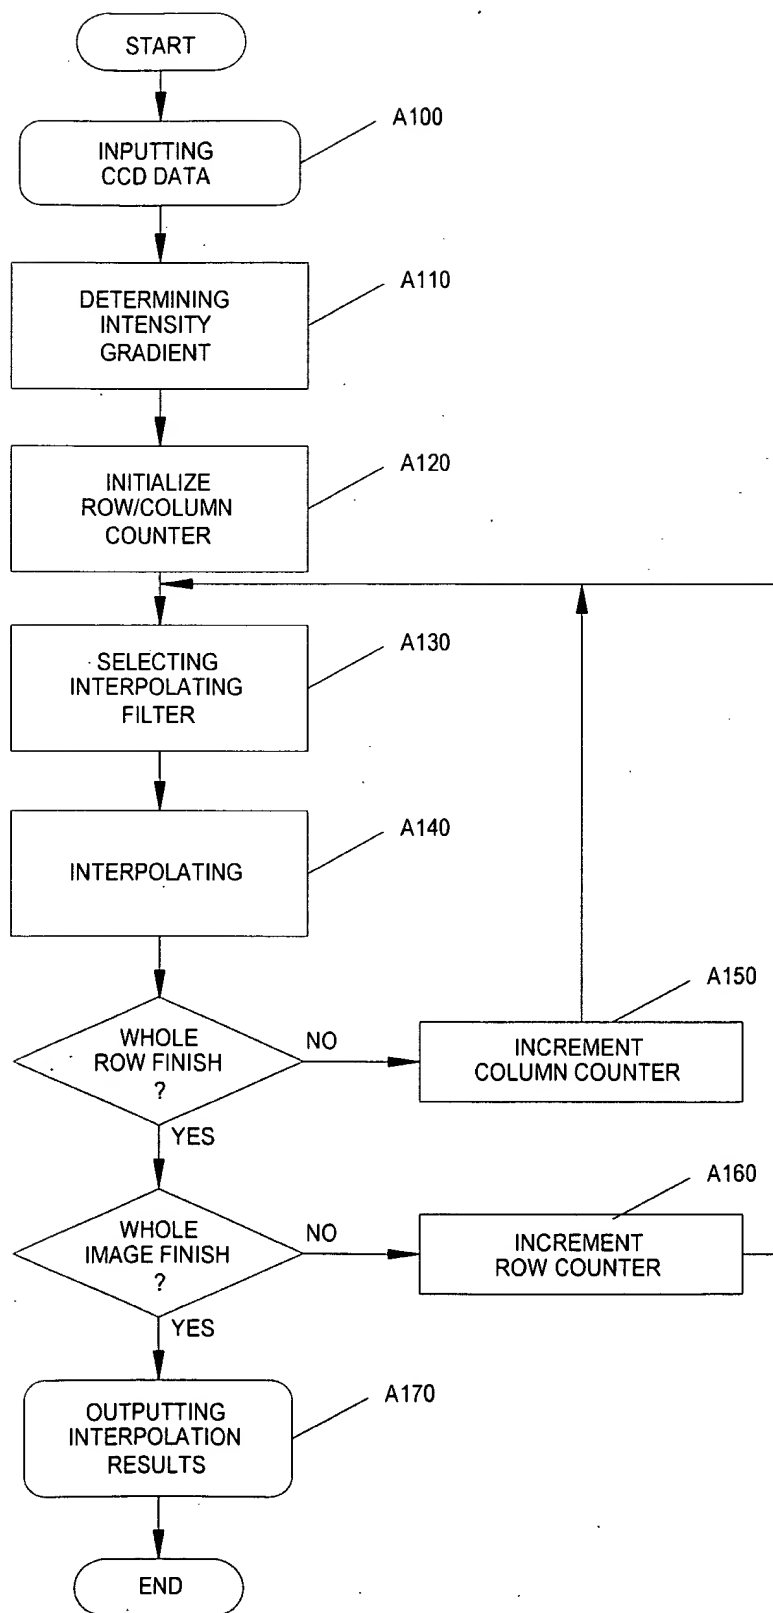 START
A100
INPUTTING
CCD DATA
A110
DETERMINING
INTENSITY
GRADIENT
A120
INITIALIZE
ROW/COLUMN
COUNTER
A130
SELECTING
INTERPOLATING
FILTER
A140
INTERPOLATING
A150
WHOLE
ROW FINISH
?
NO
INCREMENT
COLUMN COUNTER
YES
A160
WHOLE
IMAGE FINISH
?
NO
INCREMENT
ROW COUNTER
YES
A170
OUTPUTTING
INTERPOLATION
RESULTS
END